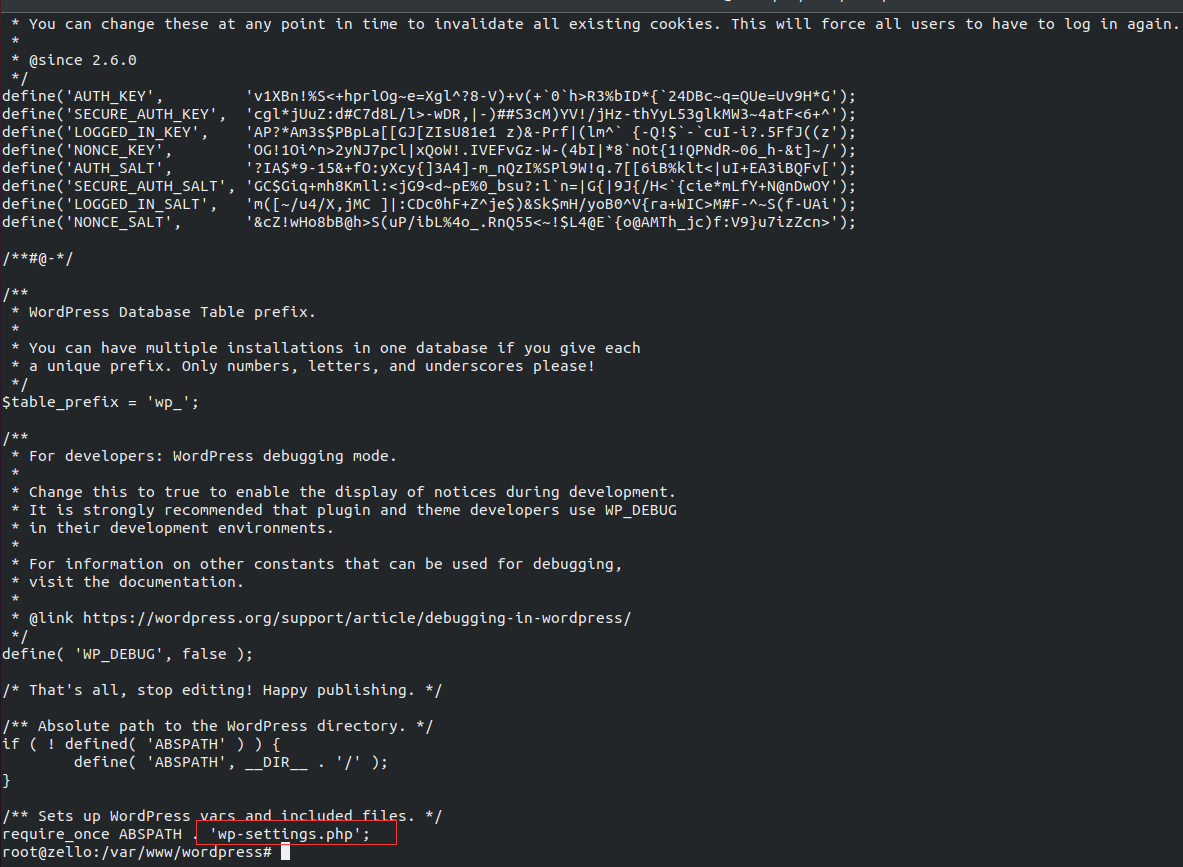 * You can change these at any point in time to invalidate all existing cookies. This will force all users to have to log in again.
 *
 * @since 2.6.0
 */
define('AUTH_KEY',         'v1XBn!%S<+hprlOg~e=Xgl^?8-V)+v(+`0`h>R3%bID*{`24DBc~q=QUe=Uv9H*G');
define('SECURE_AUTH_KEY',  'cgl*jUuZ:d#C7d8L/l>-wDR,|-)##S3cM)YV!/jHz-thYyL53glkMW3~4atF<6+^');
define('LOGGED_IN_KEY',    'AP?*Am3s$PBpLa[[GJ[ZIsU81e1 z)&-Prf|(lm^` {-Q!$`-`cuI-i?.5FfJ((z');
define('NONCE_KEY',        'OG!1Oi^n>2yNJ7pcl|xQoW!.IVEFvGz-W-(4bI|*8`nOt{1!QPNdR~06_h-&t]~/');
define('AUTH_SALT',        '?IA$*9-15&+fO:yXcy{]3A4]-m_nQzI%SPl9W!q.7[[6iB%klt<|uI+EA3iBQFv[');
define('SECURE_AUTH_SALT', 'GC$Giq+mh8Kmll:<jG9<d~pE%0_bsu?:l`n=|G{|9J{/H<`{cie*mLfY+N@nDwOY');
define('LOGGED_IN_SALT',   'm([~/u4/X,jMC ]|:CDc0hF+Z^je$)&Sk$mH/yoB0^V{ra+WIC>M#F-^~S(f-UAi');
define('NONCE_SALT',       '&cZ!wHo8bB@h>S(uP/ibL%4o_.RnQ55<~!$L4@E`{o@AMTh_jc)f:V9}u7izZcn>');

/**#@-*/

/**
 * WordPress Database Table prefix.
 *
 * You can have multiple installations in one database if you give each
 * a unique prefix. Only numbers, letters, and underscores please!
 */
$table_prefix = 'wp_';

/**
 * For developers: WordPress debugging mode.
 *
 * Change this to true to enable the display of notices during development.
 * It is strongly recommended that plugin and theme developers use WP_DEBUG
 * in their development environments.
 *
 * For information on other constants that can be used for debugging,
 * visit the documentation.
 *
 * @link https://wordpress.org/support/article/debugging-in-wordpress/
 */
define( 'WP_DEBUG', false );

/* That's all, stop editing! Happy publishing. */

/** Absolute path to the WordPress directory. */
if ( ! defined( 'ABSPATH' ) ) {
        define( 'ABSPATH', __DIR__ . '/' );
}

/** Sets up WordPress vars and included files. */
require_once ABSPATH . 'wp-settings.php';
root@zello:/var/www/wordpress#